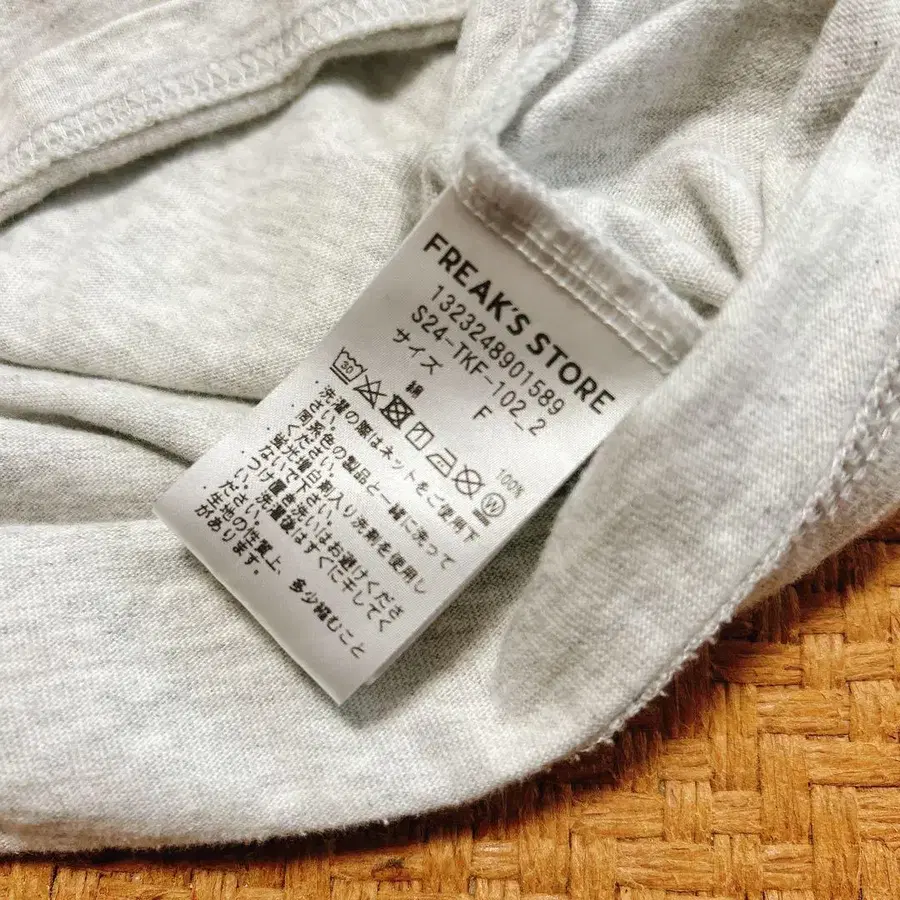 FREAK'S STORE
1323248901589
S24-TKF-102_2
サイズ F
綿 100%
30 W
・洗濯の際はネットをご使用下
さい。
・同系色の製品と一緒に洗って
ください。
・蛍光増白剤入り洗剤を使用し
ないで下さい。
・つけ置き洗いはお避けくださ
い。洗濯後はすぐに干してく
ださい。
・生地の性質上、多少縮むこと
があります。